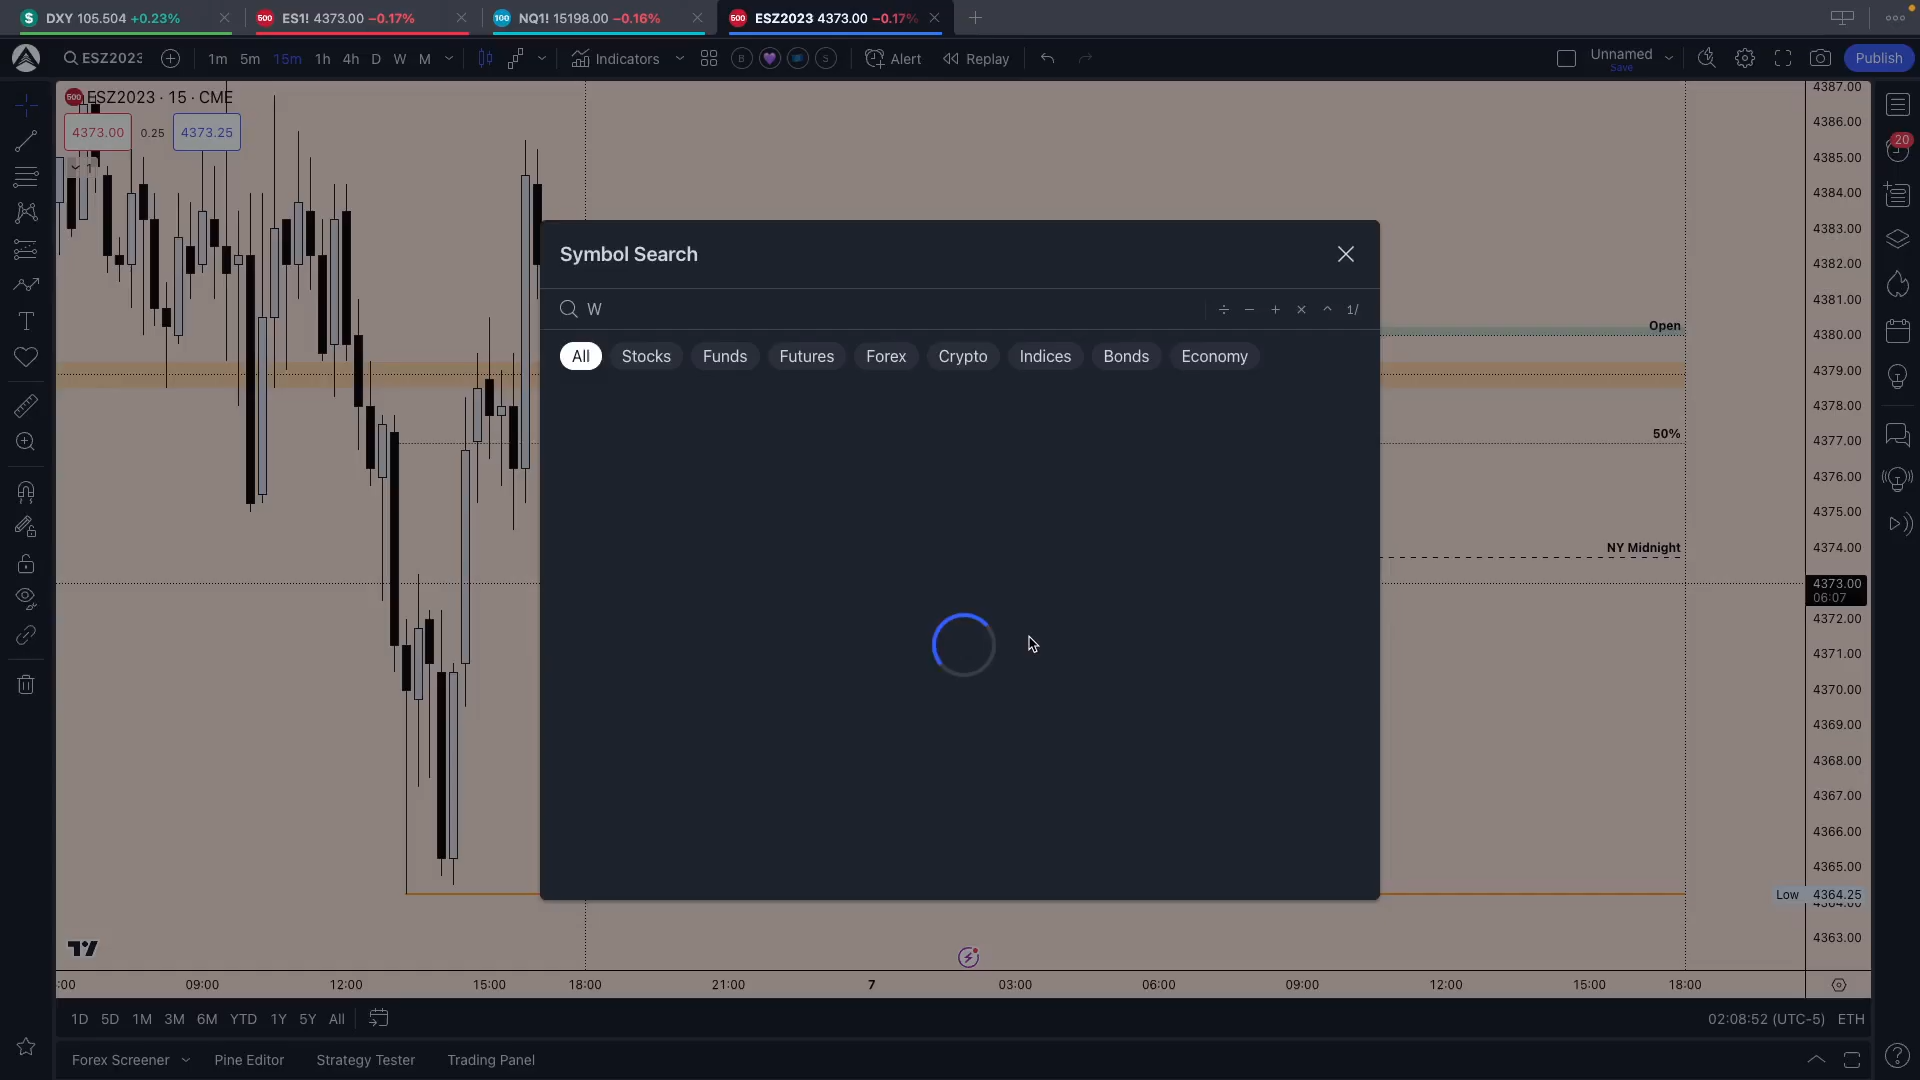 DXY 105.504 +0.23%
ES1! 4373.00 −0.17%
NQ1! 15198.00 −0.16%
ESZ2023 4373.00 −0.17%
ESZ2023
1m 5m 15m 1h 4h D W M
Indicators
B
S
Alert
Replay
Unnamed
Save
Publish
ESZ2023 · 15 · CME
4373.00 0.25 4373.25
1
Symbol Search
W
÷ − + × ^ 1/
All Stocks Funds Futures Forex Crypto Indices Bonds Economy
Open
50%
NY Midnight
4387.00
4386.00
4385.00
4384.00
4383.00
4382.00
4381.00
4380.00
4379.00
4378.00
4377.00
4376.00
4375.00
4374.00
4373.00
06:07
4372.00
4371.00
4370.00
4369.00
4368.00
4367.00
4366.00
4365.00
Low 4364.25
4363.00
20
:00 09:00 12:00 15:00 18:00 21:00 7 03:00 06:00 09:00 12:00 15:00 18:00
1D 5D 1M 3M 6M YTD 1Y 5Y All
02:08:52 (UTC-5) ETH
Forex Screener Pine Editor Strategy Tester Trading Panel